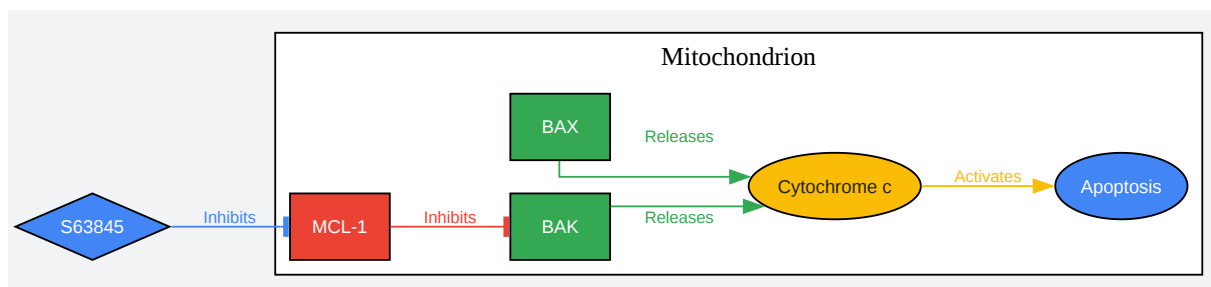 Mitochondrion
BAX
Releases
Cytochrome c
Activates
Apoptosis
S63845
Inhibits
MCL-1
Inhibits
BAK
Releases